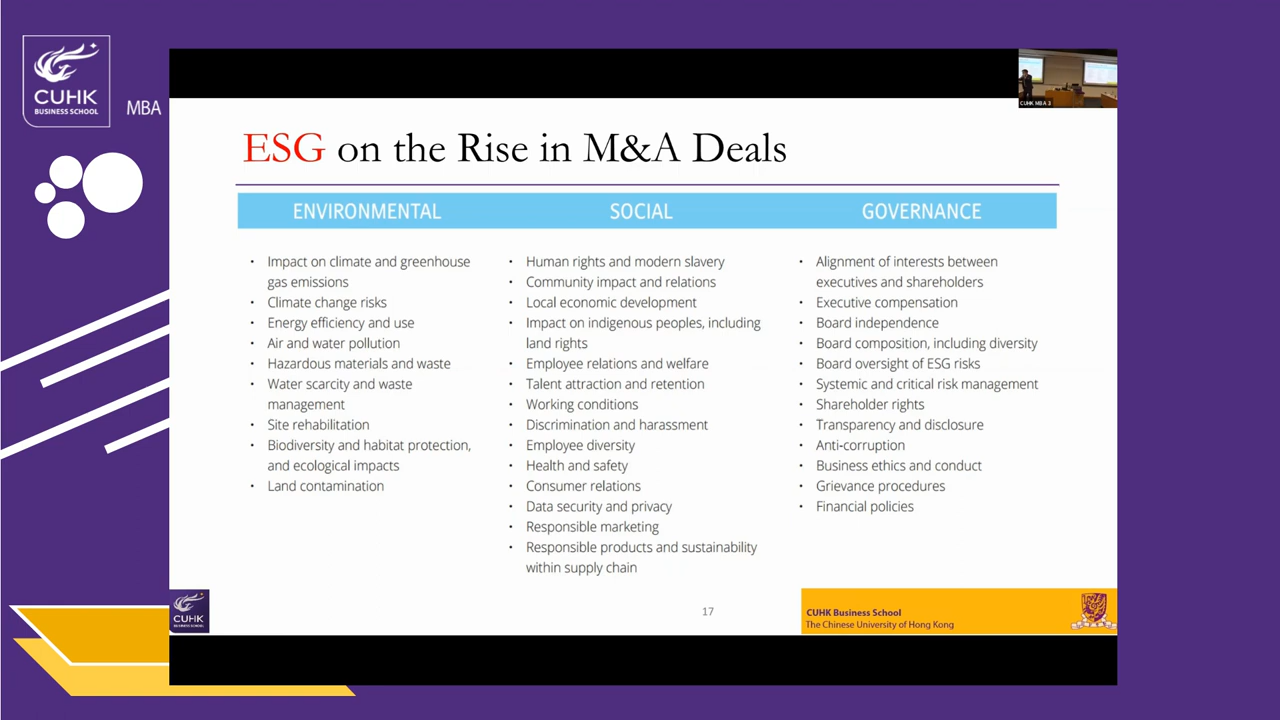 CUHK
BUSINESS SCHOOL
MBA
CUHK MBA 3
ESG on the Rise in M&A Deals
ENVIRONMENTAL
• Impact on climate and greenhouse
gas emissions
• Climate change risks
• Energy efficiency and use
• Air and water pollution
• Hazardous materials and waste
• Water scarcity and waste
management
• Site rehabilitation
• Biodiversity and habitat protection,
and ecological impacts
• Land contamination
SOCIAL
• Human rights and modern slavery
• Community impact and relations
• Local economic development
• Impact on indigenous peoples, including
land rights
• Employee relations and welfare
• Talent attraction and retention
• Working conditions
• Discrimination and harassment
• Employee diversity
• Health and safety
• Consumer relations
• Data security and privacy
• Responsible marketing
• Responsible products and sustainability
within supply chain
GOVERNANCE
• Alignment of interests between
executives and shareholders
• Executive compensation
• Board independence
• Board composition, including diversity
• Board oversight of ESG risks
• Systemic and critical risk management
• Shareholder rights
• Transparency and disclosure
• Anti-corruption
• Business ethics and conduct
• Grievance procedures
• Financial policies
CUHK
BUSINESS SCHOOL
17
CUHK Business School
The Chinese University of Hong Kong